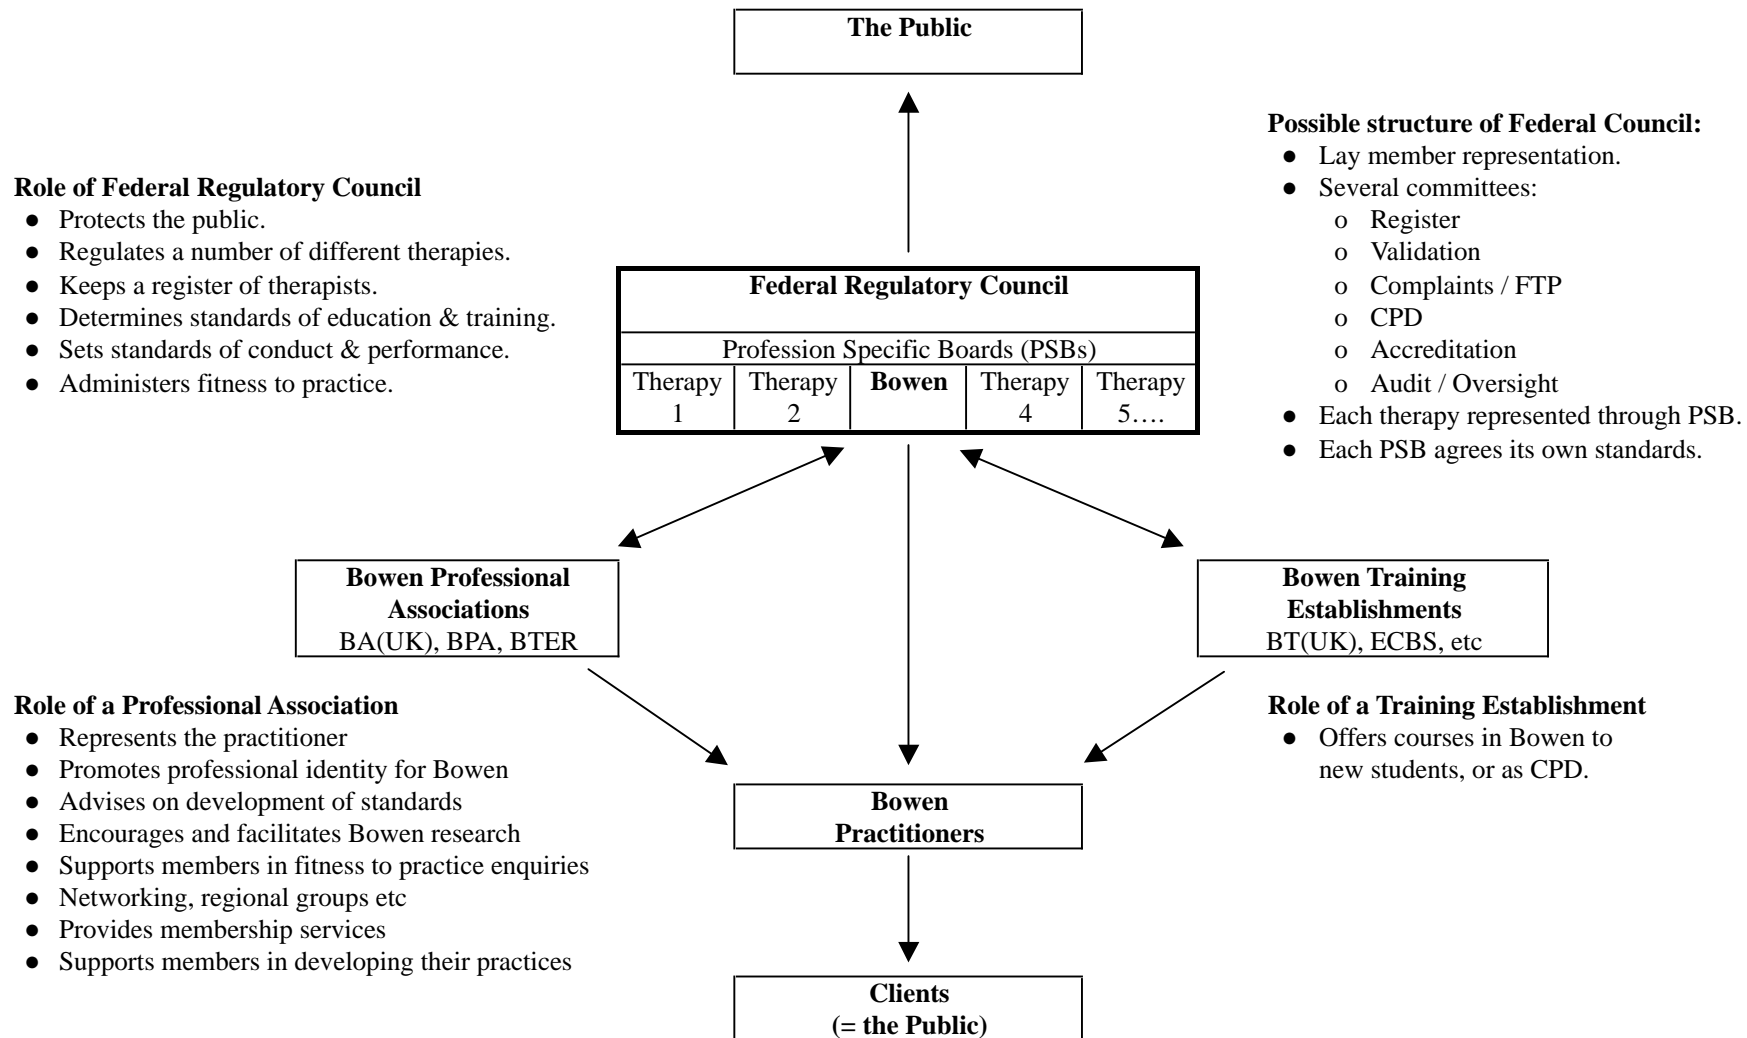 The Public
Possible structure of Federal Council:
● Lay member representation.
● Several committees:
o Register
o Validation
o Complaints / FTP
o CPD
o Accreditation
o Audit / Oversight
● Each therapy represented through PSB.
● Each PSB agrees its own standards.
Role of Federal Regulatory Council
● Protects the public.
● Regulates a number of different therapies.
● Keeps a register of therapists.
● Determines standards of education & training.
● Sets standards of conduct & performance.
● Administers fitness to practice.
Federal Regulatory Council
Profession Specific Boards (PSBs)
Therapy Therapy Bowen Therapy Therapy
1 2 4 5….
Bowen Professional
Associations
BA(UK), BPA, BTER
Bowen Training
Establishments
BT(UK), ECBS, etc
Role of a Professional Association
● Represents the practitioner
● Promotes professional identity for Bowen
● Advises on development of standards
● Encourages and facilitates Bowen research
● Supports members in fitness to practice enquiries
● Networking, regional groups etc
● Provides membership services
● Supports members in developing their practices
Role of a Training Establishment
● Offers courses in Bowen to
new students, or as CPD.
Bowen
Practitioners
Clients
(= the Public)